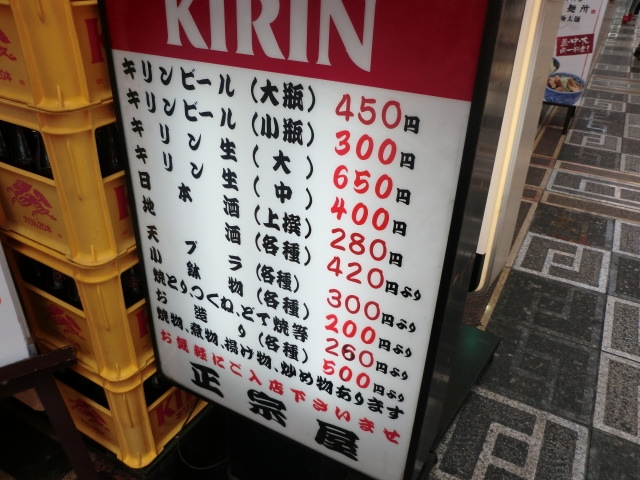 KIRIN
キリンビール(大瓶) 450円
キリンビール(小瓶) 300円
キリン生(大) 650円
キリン生(中) 400円
日本酒(上撰) 280円
地酒(各種) 420円より
天プラ(各種) 300円より
小鉢物(各種) 200円より
焼とり、つくね、どて焼等 260円より
お造り(各種) 500円より
焼物、蒸物、揚げ物、炒め物あります
お気軽にご入店下さいませ
正宗屋
KIRIN